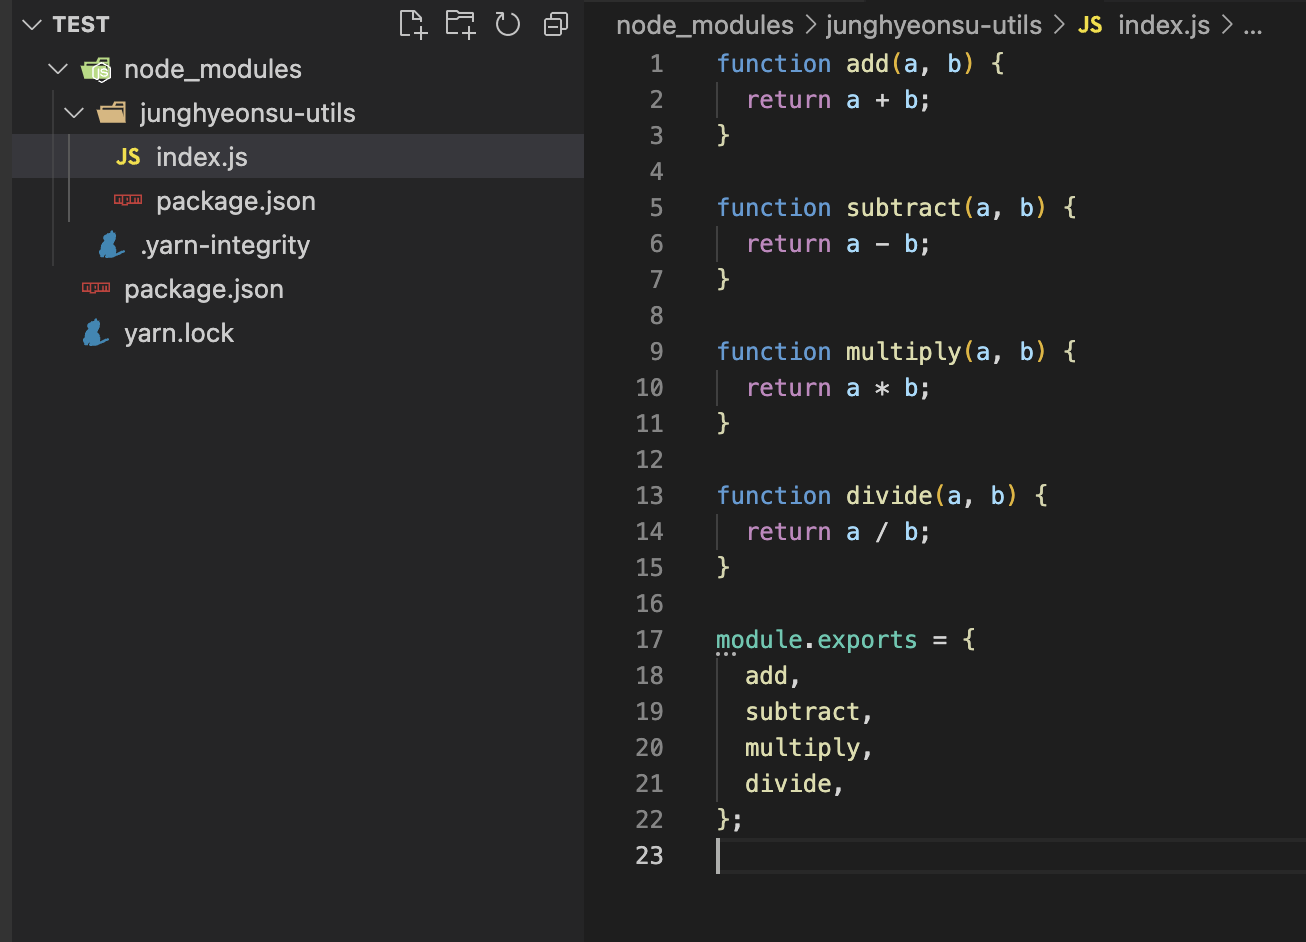 TEST
node_modules
junghyeonsu-utils
JS index.js
package.json
.yarn-integrity
package.json
yarn.lock
node_modules > junghyeonsu-utils > JS index.js > ...
1 function add(a, b) {
2 return a + b;
3 }
4
5 function subtract(a, b) {
6 return a - b;
7 }
8
9 function multiply(a, b) {
10 return a * b;
11 }
12
13 function divide(a, b) {
14 return a / b;
15 }
16
17 module.exports = {
18 add,
19 subtract,
20 multiply,
21 divide,
22 };
23